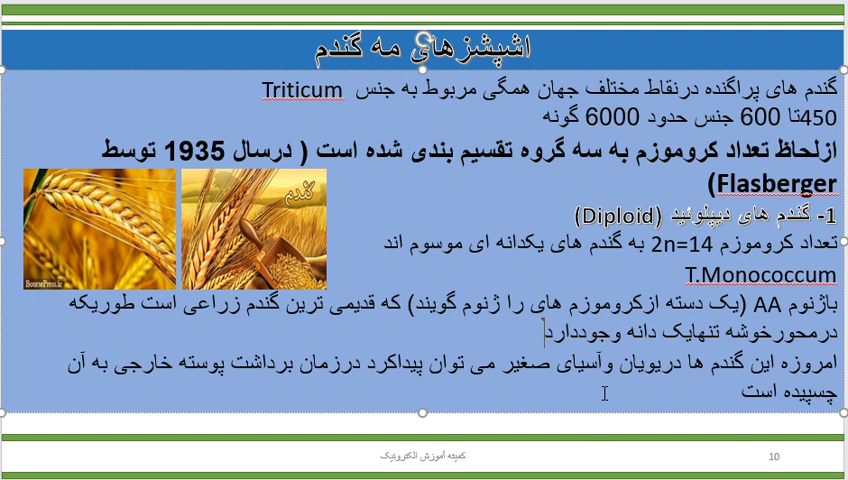 اشپشزهای مه گندم
گندم های پراگنده درنقاط مختلف جهان همگی مربوط به جنس Triticum
450تا 600 جنس حدود 6000 گونه
ازلحاظ تعداد کروموزم به سه گروه تقسیم بندی شده است ( درسال 1935 توسط
Flasberger)
گندم
1- گندم های دیپلوئید (Diploid)
تعداد کروموزم 2n=14 به گندم های یکدانه ای موسوم اند
T.Monococcum
BoursePress.ir
باژنوم AA (یک دسته ازکروموزم های را ژنوم گویند) که قدیمی ترین گندم زراعی است طوریکه
درمحورخوشه تنهایک دانه وجوددارد
امروزه این گندم ها دریویان وآسیای صغیر می توان پیداکرد درزمان برداشت پوسته خارجی به آن
چسپیده است
کمیته آموزش الکترونیک
10